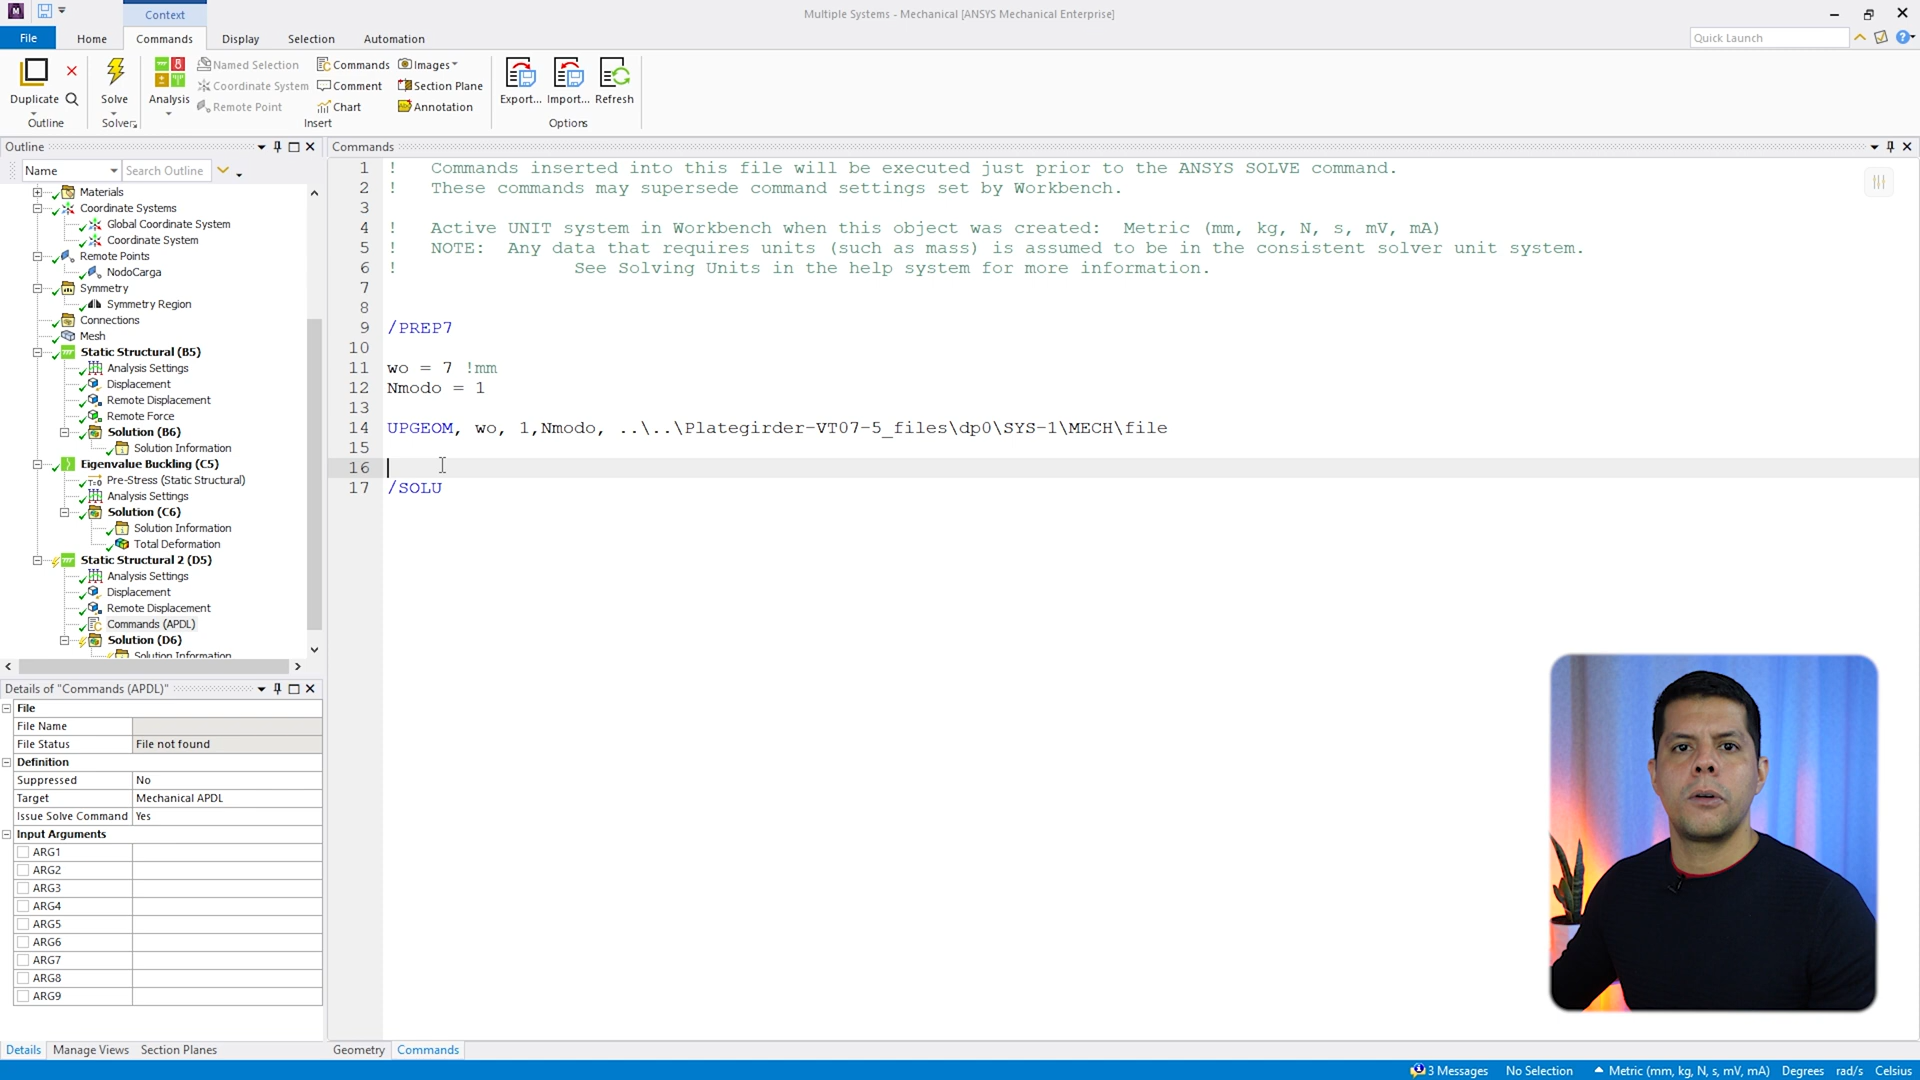 Context
Multiple Systems - Mechanical [ANSYS Mechanical Enterprise]
File
Home
Commands
Display
Selection
Automation
Quick Launch
Duplicate
Outline
Solve
Solver
Analysis
Named Selection
Coordinate System
Remote Point
Commands
Comment
Chart
Images
Section Plane
Annotation
Insert
Export...
Import...
Refresh
Options
Outline
Name
Search Outline
Materials
Coordinate Systems
Global Coordinate System
Coordinate System
Remote Points
NodoCarga
Symmetry
Symmetry Region
Connections
Mesh
Static Structural (B5)
Analysis Settings
Displacement
Remote Displacement
Remote Force
Solution (B6)
Solution Information
Eigenvalue Buckling (C5)
Pre-Stress (Static Structural)
Analysis Settings
Solution (C6)
Solution Information
Total Deformation
Static Structural 2 (D5)
Analysis Settings
Displacement
Remote Displacement
Commands (APDL)
Solution (D6)
Solution Information
Details of "Commands (APDL)"
File
File Name
File Status File not found
Definition
Suppressed No
Target Mechanical APDL
Issue Solve Command Yes
Input Arguments
ARG1
ARG2
ARG3
ARG4
ARG5
ARG6
ARG7
ARG8
ARG9
Details
Manage Views
Section Planes
Commands
1 ! Commands inserted into this file will be executed just prior to the ANSYS SOLVE command.
2 ! These commands may supersede command settings set by Workbench.
3
4 ! Active UNIT system in Workbench when this object was created: Metric (mm, kg, N, s, mV, mA)
5 ! NOTE: Any data that requires units (such as mass) is assumed to be in the consistent solver unit system.
6 ! See Solving Units in the help system for more information.
7
8
9 /PREP7
10
11 wo = 7 !mm
12 Nmodo = 1
13
14 UPGEOM, wo, 1,Nmodo, ..\..\Plategirder-VT07-5_files\dp0\SYS-1\MECH\file
15
16
17 /SOLU
Geometry
Commands
3 Messages
No Selection
Metric (mm, kg, N, s, mV, mA)
Degrees
rad/s
Celsius